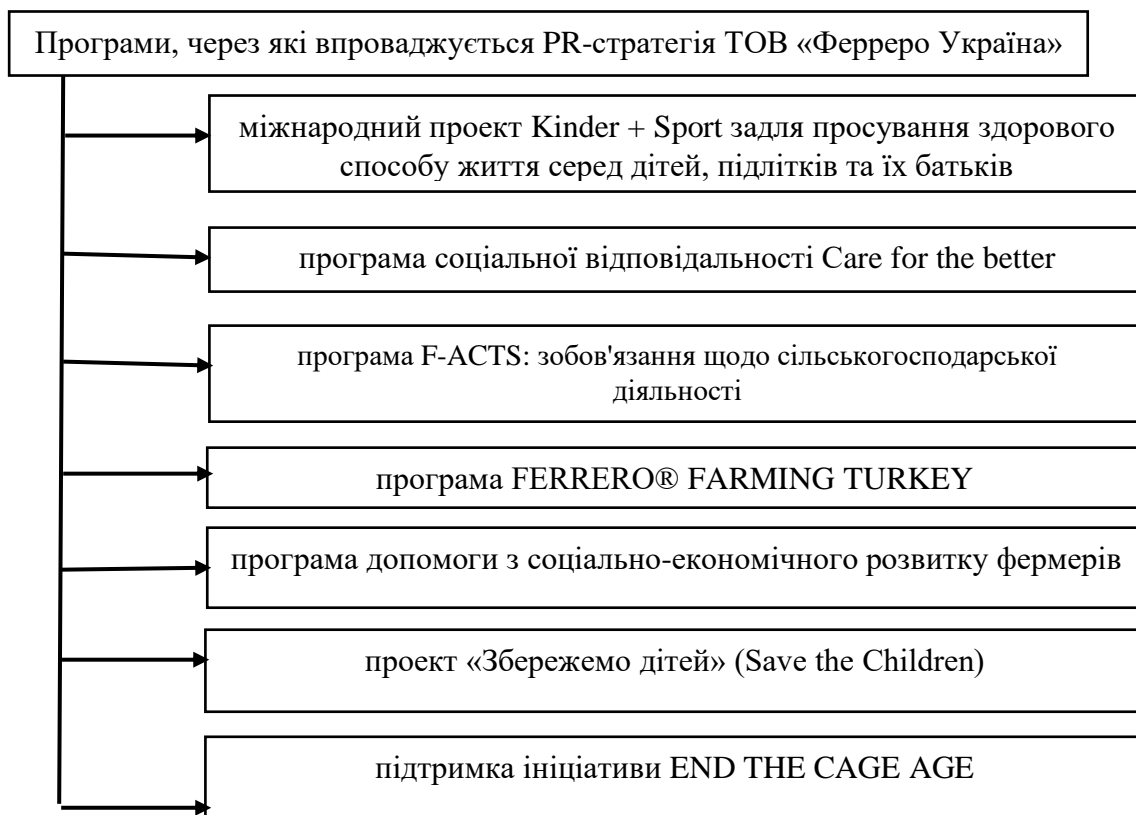 Програми, через які впроваджується PR-стратегія ТОВ «Ферреро Україна»
міжнародний проект Kinder + Sport задля просування здорового
способу життя серед дітей, підлітків та їх батьків
програма соціальної відповідальності Care for the better
програма F-ACTS: зобов'язання щодо сільськогосподарської
діяльності
програма FERRERO® FARMING TURKEY
програма допомоги з соціально-економічного розвитку фермерів
проект «Збережемо дітей» (Save the Children)
підтримка ініціативи END THE CAGE AGE